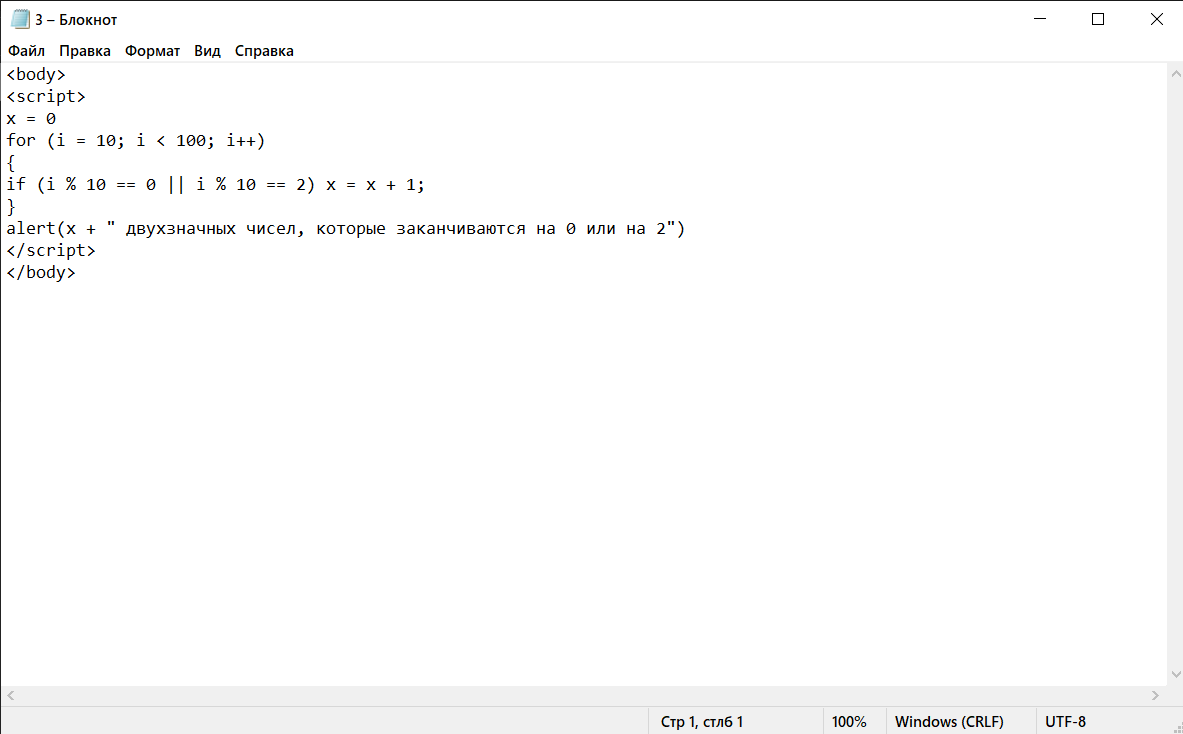 3 – Блокнот
Файл Правка Формат Вид Справка
<body>
<script>
x = 0
for (i = 10; i < 100; i++)
{
if (i % 10 == 0 || i % 10 == 2) x = x + 1;
}
alert(x + " двухзначных чисел, которые заканчиваются на 0 или на 2")
</script>
</body>
Стр 1, стлб 1 100% Windows (CRLF) UTF-8